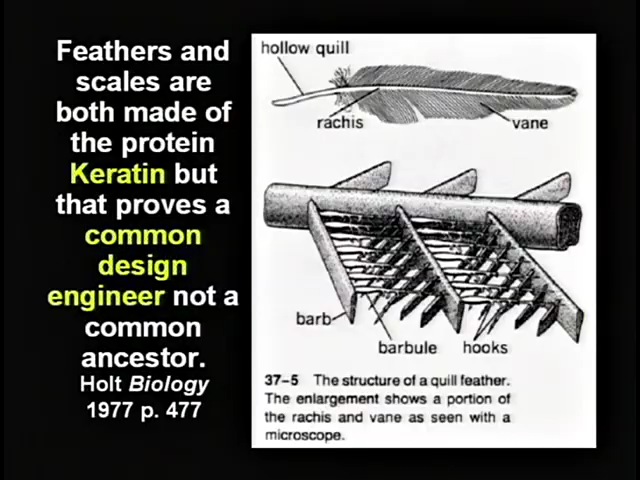 Feathers and
scales are
both made of
the protein
Keratin but
that proves a
common
design
engineer not a
common
ancestor.
Holt Biology
1977 p. 477
hollow quill
rachis
vane
barb
barbule
hooks
37–5 The structure of a quill feather.
The enlargement shows a portion of
the rachis and vane as seen with a
microscope.